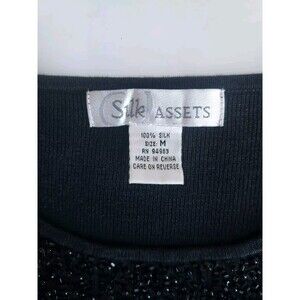 Silk ASSETS
100% SILK
SIZE: M
RN 94983
MADE IN CHINA
CARE ON REVERSE